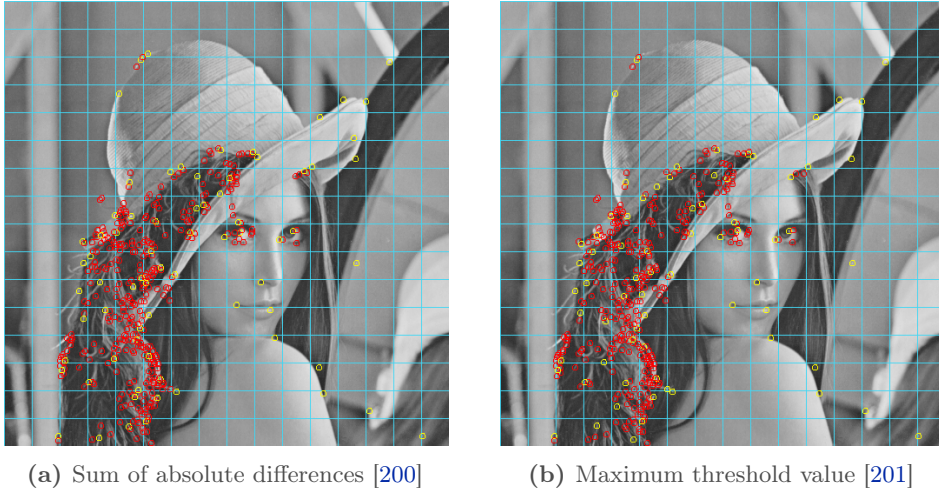 (a) Sum of absolute differences [200]
(b) Maximum threshold value [201]